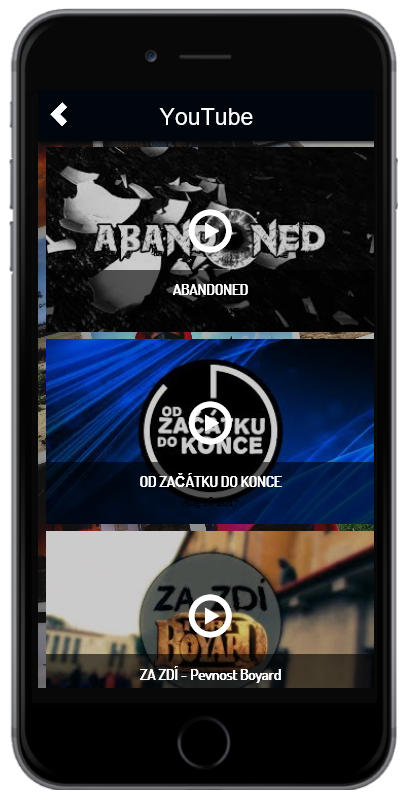 YouTube
ABANDONED
ABANDONED
OD
ZAČÁTKU
DO KONCE
OD ZAČÁTKU DO KONCE
ZA ZDÍ
BOYARD
ZA ZDÍ - Pevnost Boyard